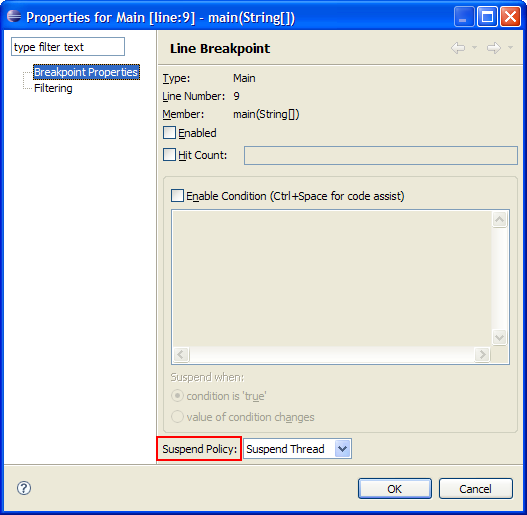 Properties for Main [line:9] - main(String[])
type filter text
Breakpoint Properties
Filtering
Line Breakpoint
Type: Main
Line Number: 9
Member: main(String[])
Enabled
Hit Count:
Enable Condition (Ctrl+Space for code assist)
Suspend when:
condition is 'true'
value of condition changes
Suspend Policy: Suspend Thread
? OK Cancel